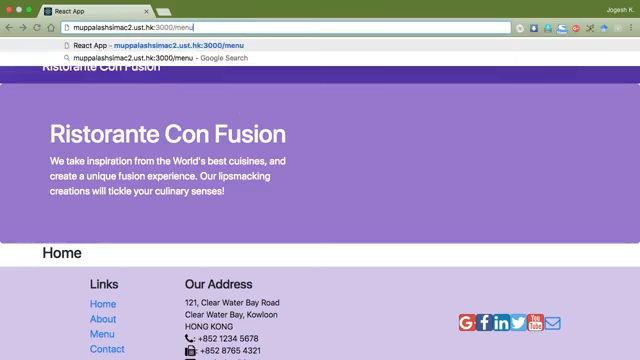 React App
Jogesh K.
muppalashsimac2.ust.hk:3000/menu
React App – muppalashsimac2.ust.hk:3000/menu
muppalashsimac2.ust.hk:3000/menu – Google Search
Ristorante Con Fusion
Ristorante Con Fusion
We take inspiration from the World's best cuisines, and
create a unique fusion experience. Our lipsmacking
creations will tickle your culinary senses!
Home
Links
Home
About
Menu
Contact
Our Address
121, Clear Water Bay Road
Clear Water Bay, Kowloon
HONG KONG
+852 1234 5678
+852 8765 4321
You
Tube